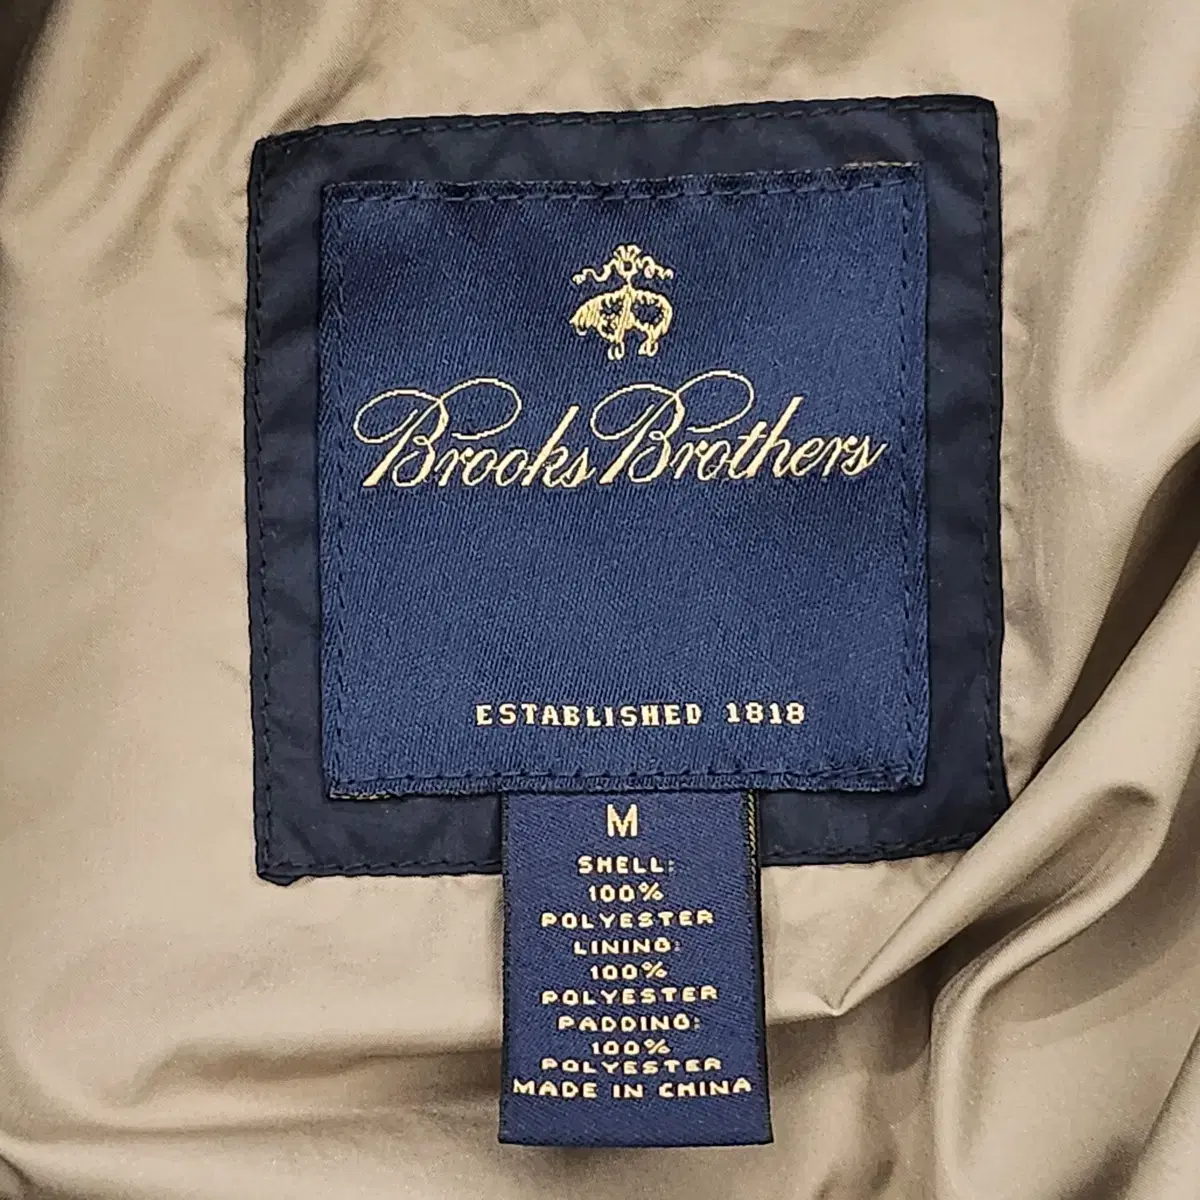 Brooks Brothers
ESTABLISHED 1818
M
SHELL:
100%
POLYESTER
LINING:
100%
POLYESTER
PADDING:
100%
POLYESTER
MADE IN CHINA